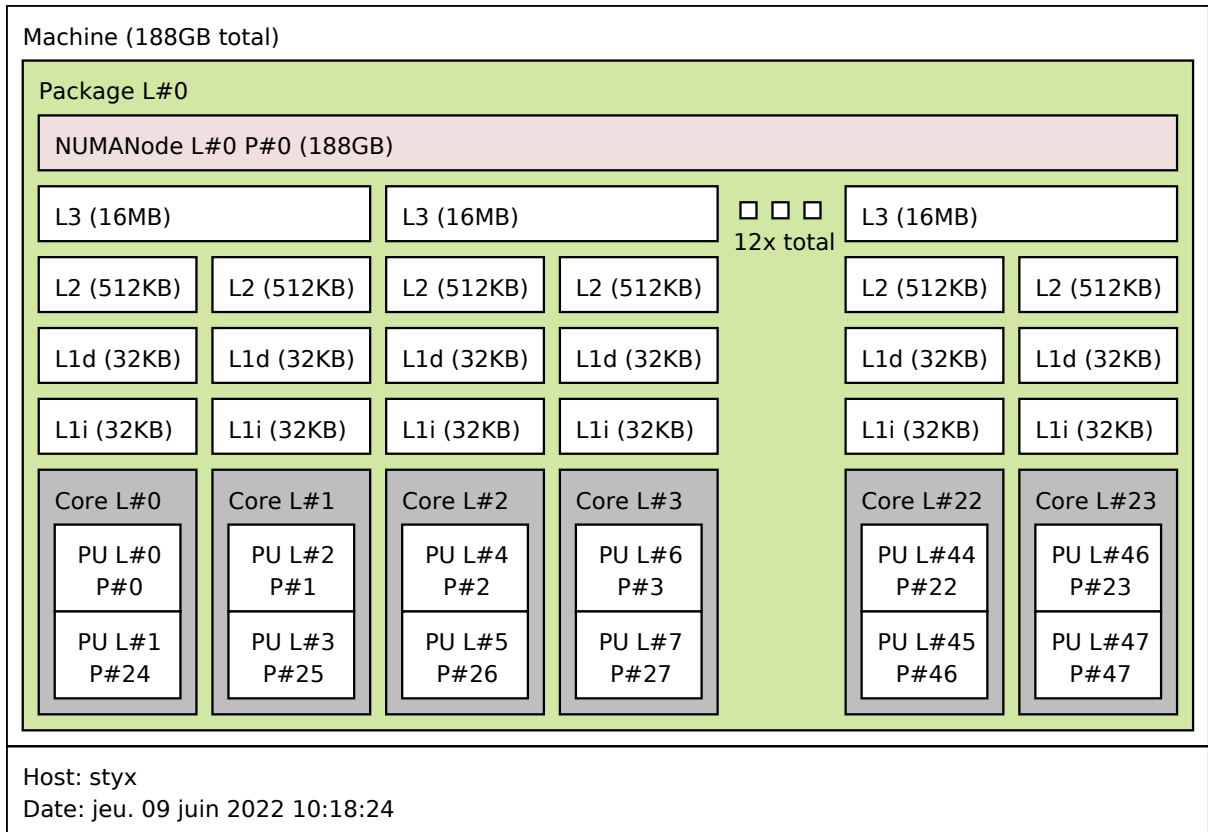 Machine (188GB total)
Package L#0
NUMANode L#0 P#0 (188GB)
L3 (16MB) L3 (16MB) L3 (16MB)
12x total
L2 (512KB) L2 (512KB) L2 (512KB) L2 (512KB) L2 (512KB) L2 (512KB)
L1d (32KB) L1d (32KB) L1d (32KB) L1d (32KB) L1d (32KB) L1d (32KB)
L1i (32KB) L1i (32KB) L1i (32KB) L1i (32KB) L1i (32KB) L1i (32KB)
Core L#0 Core L#1 Core L#2 Core L#3 Core L#22 Core L#23
PU L#0 PU L#2 PU L#4 PU L#6 PU L#44 PU L#46
P#0 P#1 P#2 P#3 P#22 P#23
PU L#1 PU L#3 PU L#5 PU L#7 PU L#45 PU L#47
P#24 P#25 P#26 P#27 P#46 P#47
Host: styx
Date: jeu. 09 juin 2022 10:18:24